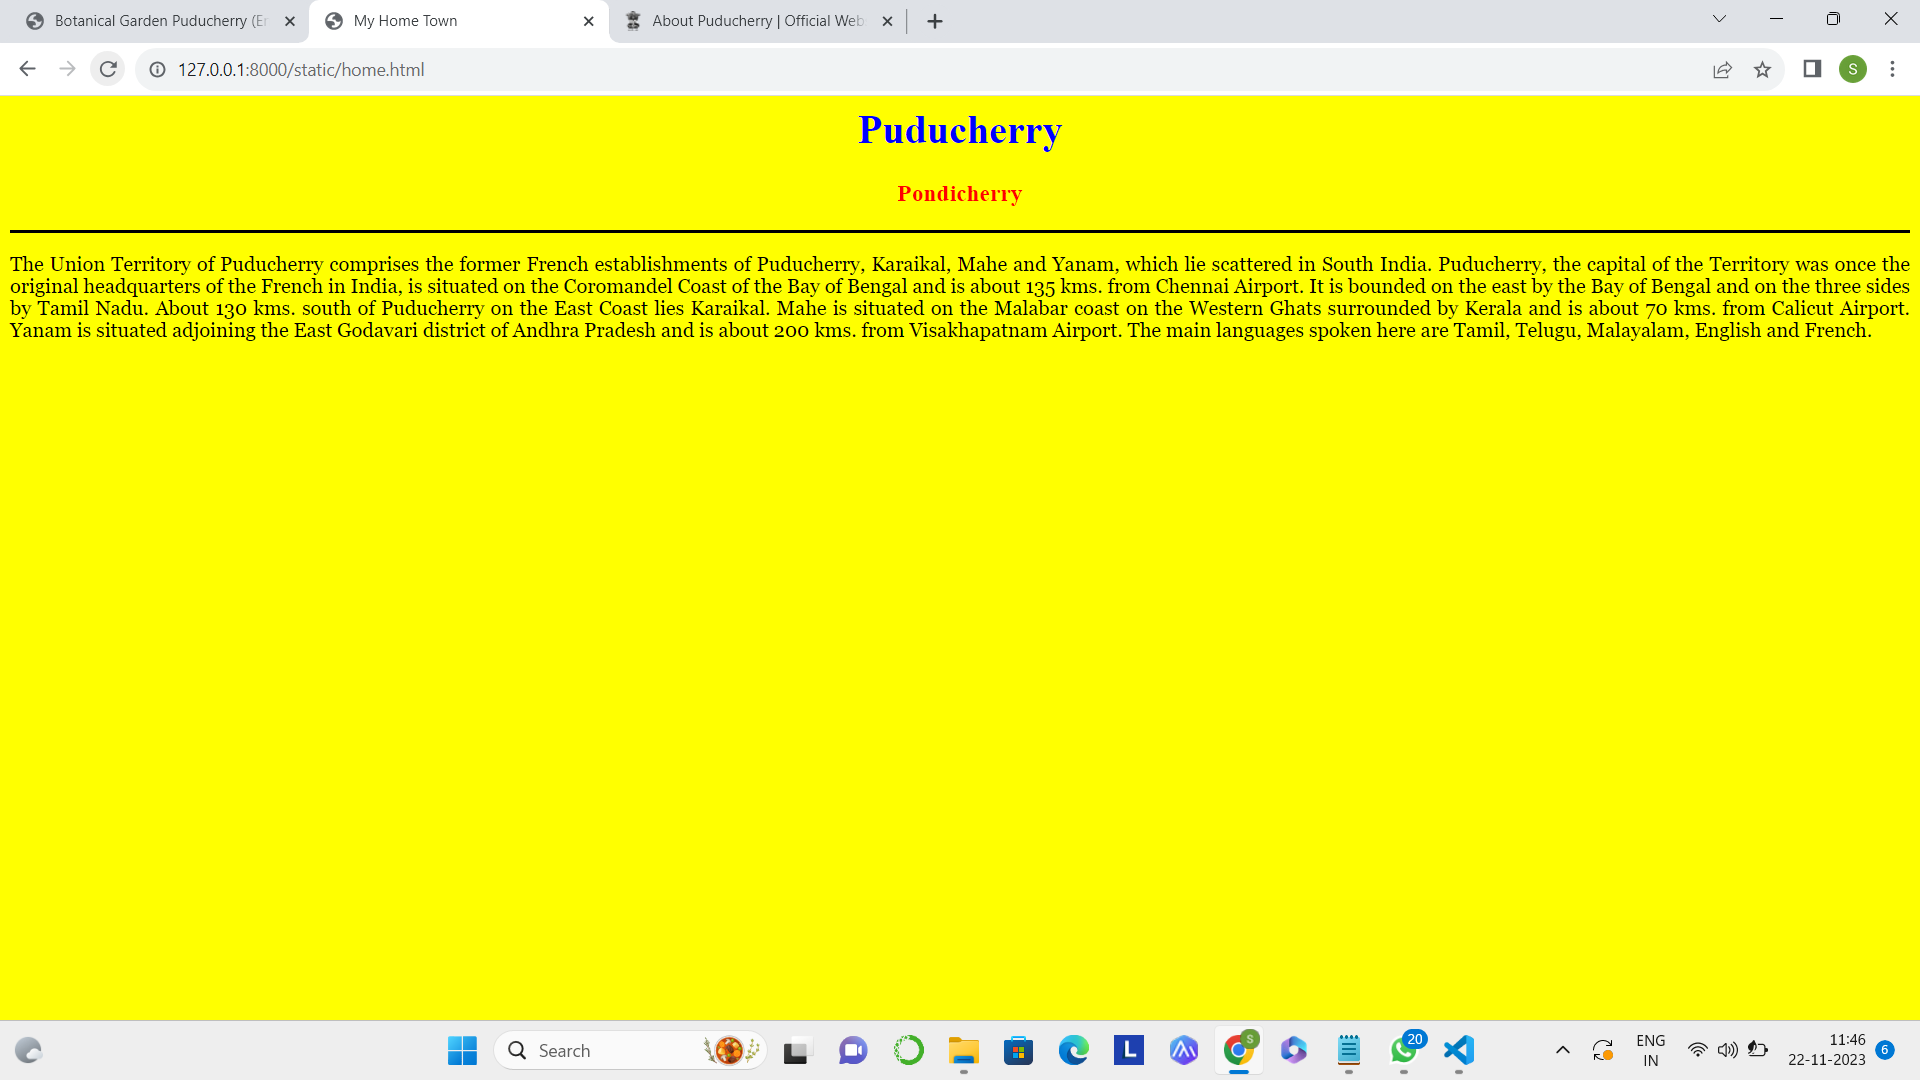 Botanical Garden Puducherry (E
My Home Town
About Puducherry | Official Web
127.0.0.1:8000/static/home.html
S
Puducherry
Pondicherry
The Union Territory of Puducherry comprises the former French establishments of Puducherry, Karaikal, Mahe and Yanam, which lie scattered in South India. Puducherry, the capital of the Territory was once the
original headquarters of the French in India, is situated on the Coromandel Coast of the Bay of Bengal and is about 135 kms. from Chennai Airport. It is bounded on the east by the Bay of Bengal and on the three sides
by Tamil Nadu. About 130 kms. south of Puducherry on the East Coast lies Karaikal. Mahe is situated on the Malabar coast on the Western Ghats surrounded by Kerala and is about 70 kms. from Calicut Airport.
Yanam is situated adjoining the East Godavari district of Andhra Pradesh and is about 200 kms. from Visakhapatnam Airport. The main languages spoken here are Tamil, Telugu, Malayalam, English and French.
Search
L
S
20
ENG
IN
11:46
22-11-2023
6